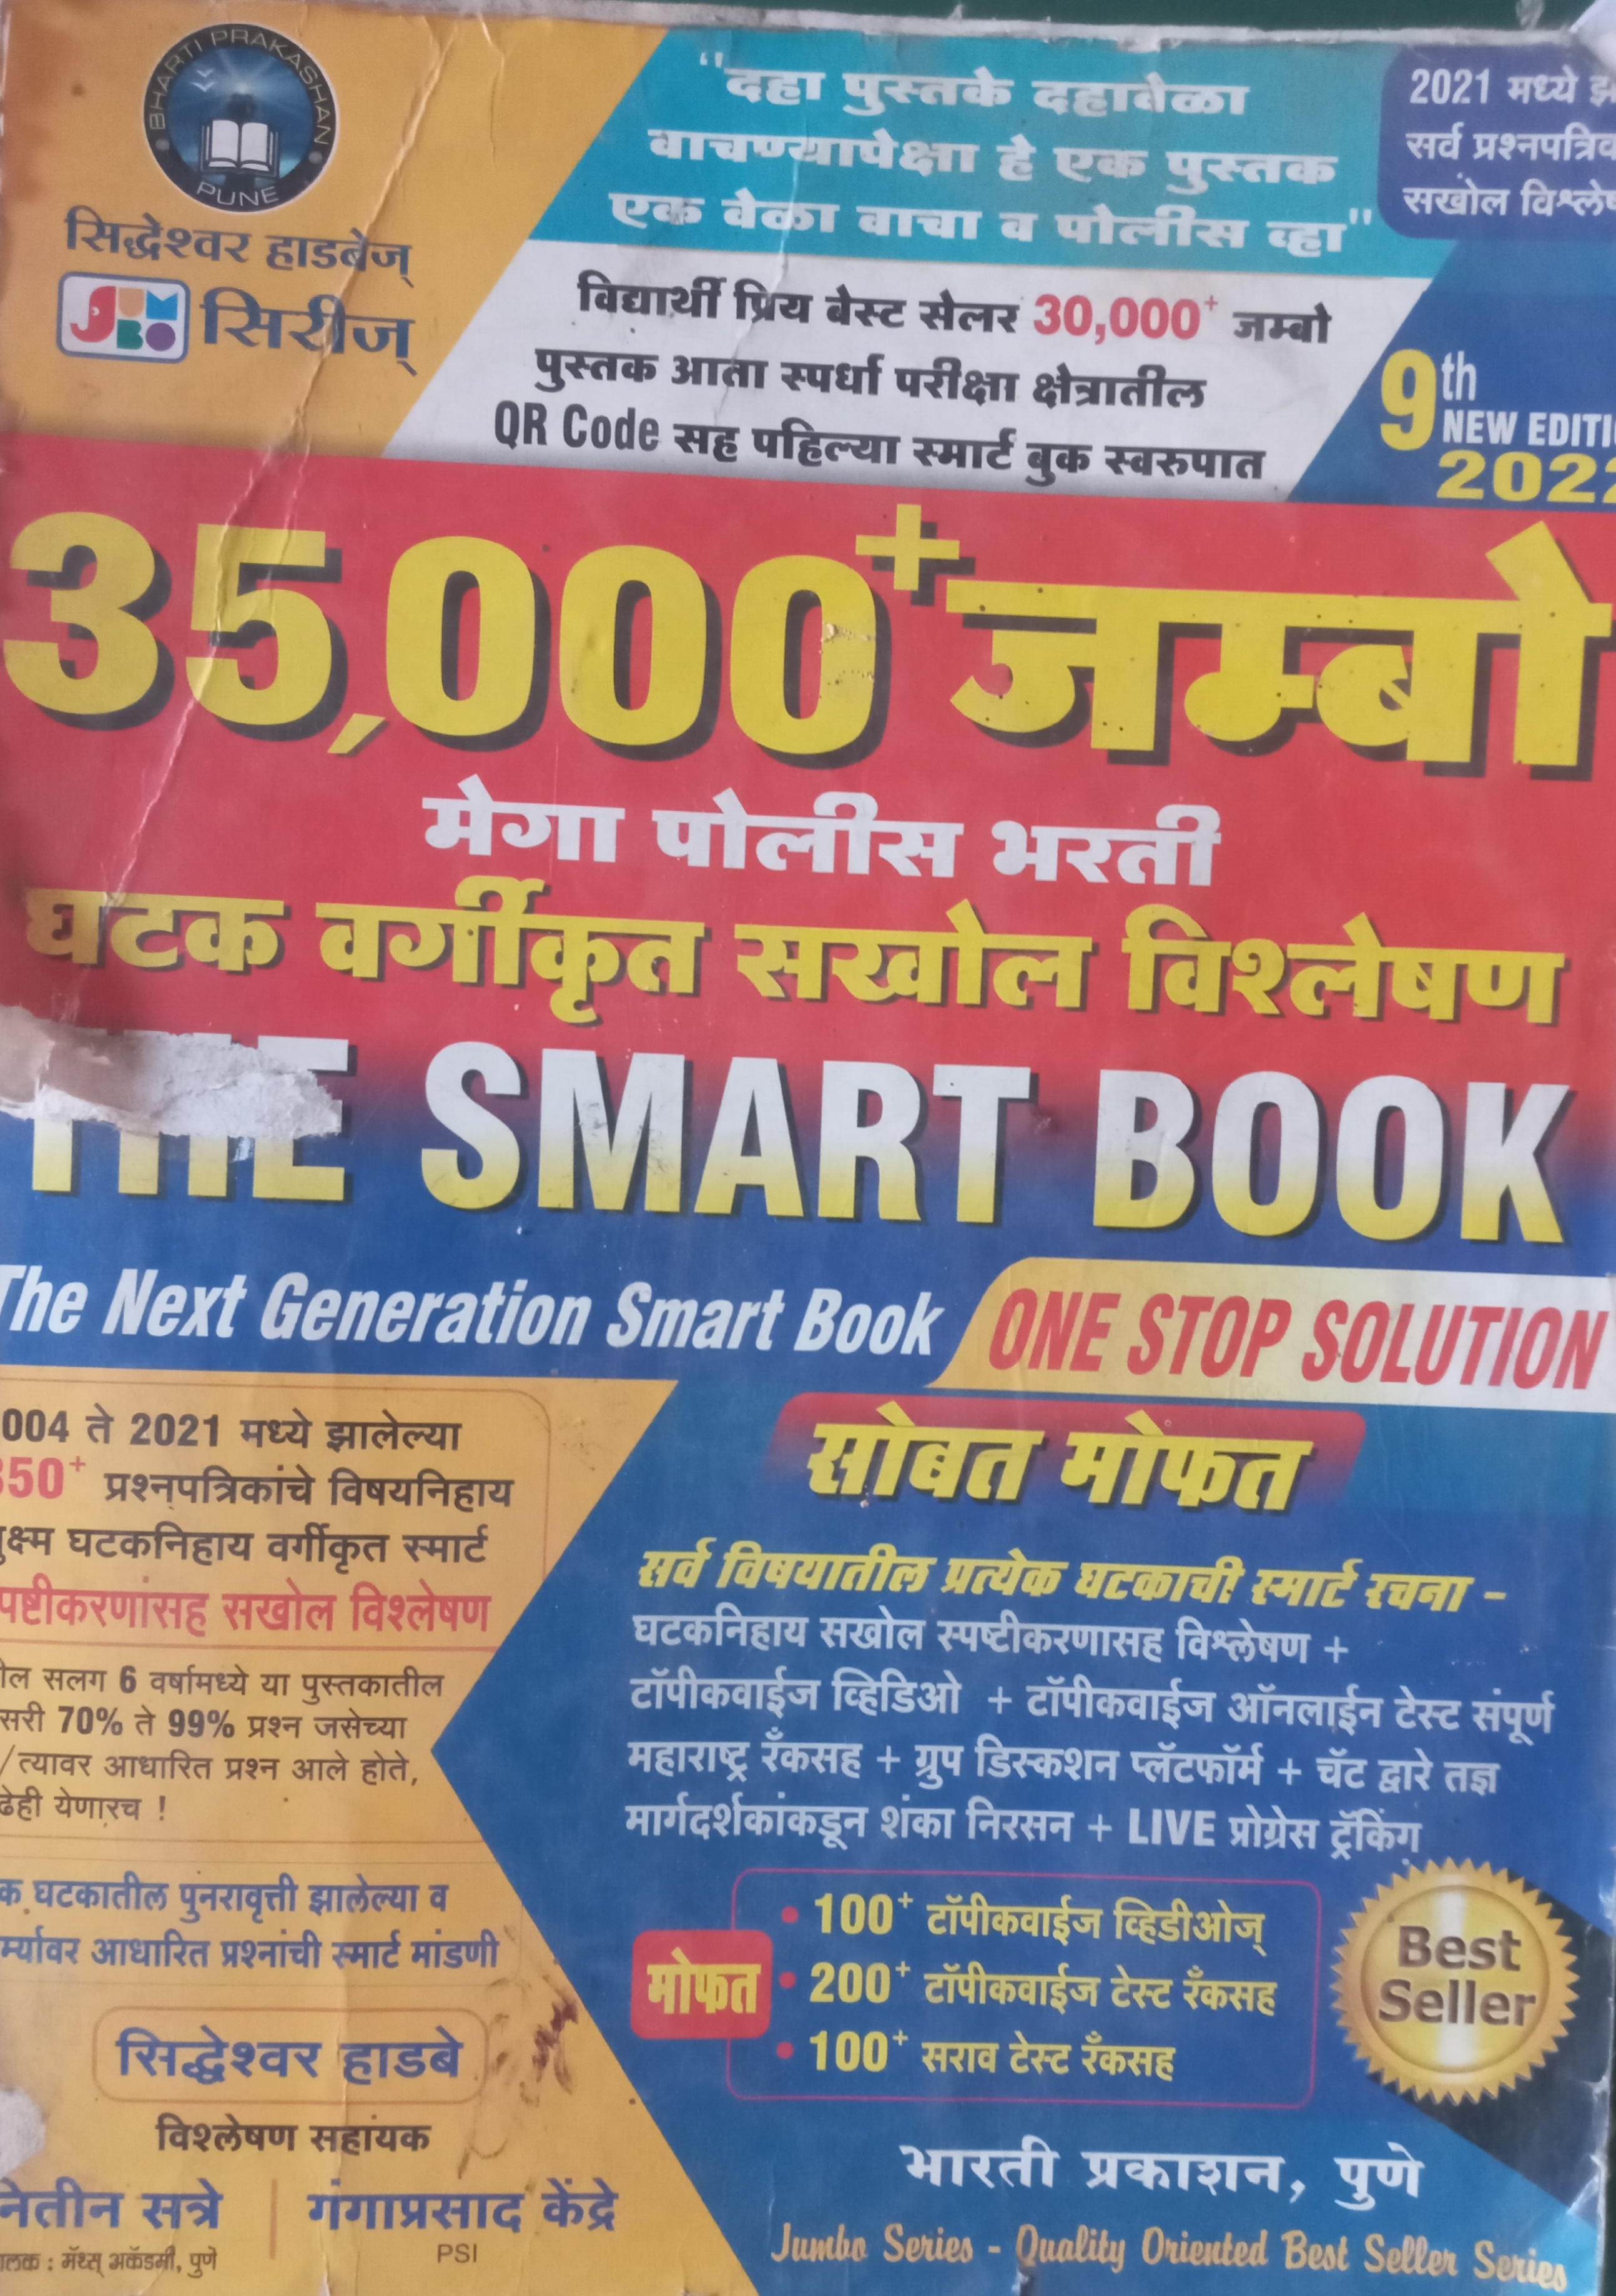 BHARTI PRAKASHAN
PUNE
सिद्धेश्वर हाडबेज्
JUMBO सिरीज्
"दहा पुस्तके दहावेळा
वाचण्यापेक्षा हे एक पुस्तक
एक वेळा वाचा व पोलीस व्हा"
2021 मध्ये
सर्व
सखोल
विद्यार्थी प्रिय बेस्ट सेलर 30,000+ जम्बो
पुस्तक आता स्पर्धा परीक्षा क्षेत्रातील
QR Code सह पहिल्या स्मार्ट बुक स्वरुपात
9th
NEW
35,000+ जम्बो
मेगा पोलीस भरती
घटक वर्गीकृत सखोल विश्लेषण
THE SMART BOOK
The Next Generation Smart Book
ONE STOP SOLUTION
004 ते 2021 मध्ये झालेल्या
50+ प्रश्नपत्रिकांचे विषयनिहाय
घटकनिहाय वर्गीकृत स्मार्ट
सखोल विश्लेषण
सलग 6 वर्षामध्ये या पुस्तकातील
70% ते 99% प्रश्न जसेच्या
/त्यावर आधारित प्रश्न आले होते,
येणारच !
घटकातील पुनरावृत्ती झालेल्या व
आधारित प्रश्नांची स्मार्ट मांडणी
सिद्धेश्वर हाडबे
विश्लेषण सहायक
सत्रे
मॅथ्स् अकॅडमी, पुणे
गंगाप्रसाद केंद्रे
PSI
सोबत मोफत
सर्व विषयातील प्रत्येक घटकाची स्मार्ट रचना -
घटकनिहाय सखोल स्पष्टीकरणासह विश्लेषण +
टॉपीकवाईज व्हिडिओ + टॉपीकवाईज ऑनलाईन टेस्ट संपूर्ण
महाराष्ट्र रँकसह + ग्रुप डिस्कशन प्लॅटफॉर्म + चॅट द्वारे तज्ञ
मार्गदर्शकांकडून शंका निरसन + LIVE प्रोग्रेस ट्रॅकिंग
मोफत
• 100+ टॉपीकवाईज व्हिडीओज्
• 200+ टॉपीकवाईज टेस्ट रँकसह
• 100+ सराव टेस्ट रँकसह
Best
Seller
भारती प्रकाशन, पुणे
Jumbo Series - Quality Oriented Best Seller Series